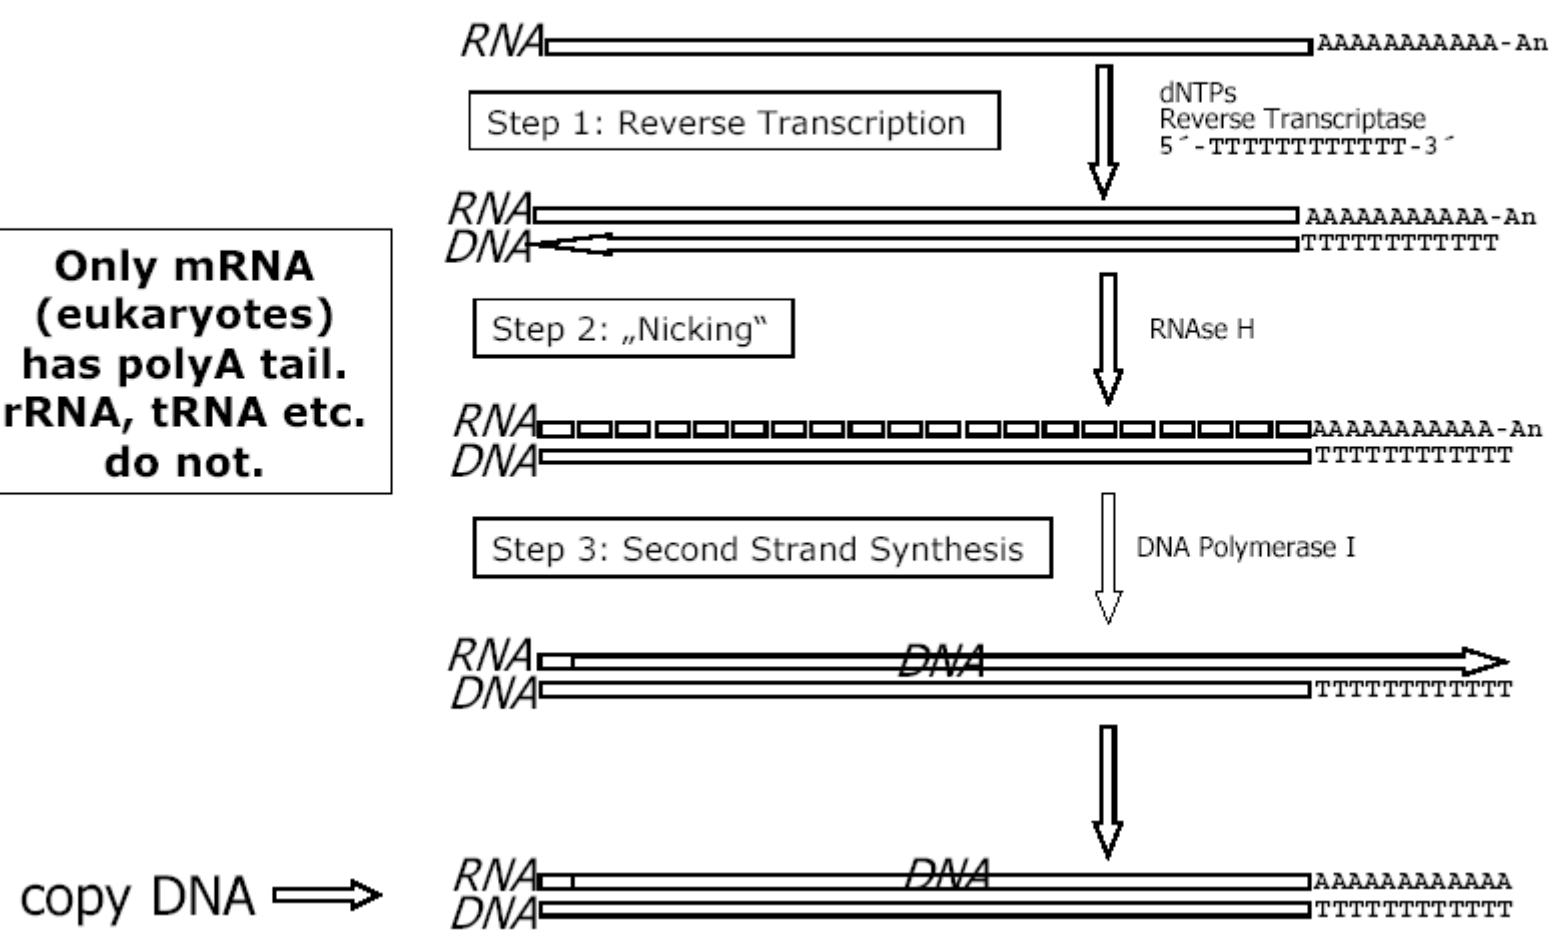 RNA AAAAAAAAAAA-An
Step 1: Reverse Transcription
dNTPs
Reverse Transcriptase
5´-TTTTTTTTTTTT-3´
RNA AAAAAAAAAAA-An
DNA TTTTTTTTTTTT
Only mRNA
(eukaryotes)
has polyA tail.
rRNA, tRNA etc.
do not.
Step 2: „Nicking“
RNAse H
RNA AAAAAAAAAAA-An
DNA TTTTTTTTTTTT
Step 3: Second Strand Synthesis
DNA Polymerase I
RNA DNA
DNA TTTTTTTTTTTT
copy DNA
RNA DNA AAAAAAAAAAAA
DNA TTTTTTTTTTTT